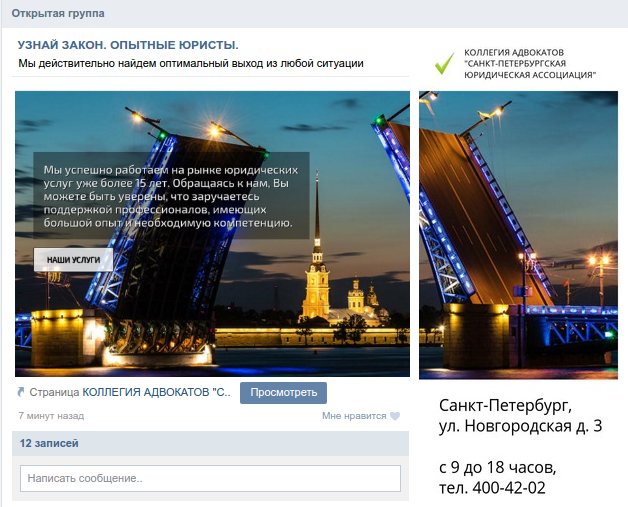 Открытая группа
УЗНАЙ ЗАКОН. ОПЫТНЫЕ ЮРИСТЫ.
Мы действительно найдем оптимальный выход из любой ситуации
Мы успешно работаем на рынке юридических
услуг уже более 15 лет. Обращаясь к нам, Вы
можете быть уверены, что заручаетесь
поддержкой профессионалов, имеющих
большой опыт и необходимую компетенцию.
НАШИ УСЛУГИ
Страница КОЛЛЕГИЯ АДВОКАТОВ "С..
Просмотреть
7 минут назад
Мне нравится
12 записей
Написать сообщение..
КОЛЛЕГИЯ АДВОКАТОВ
"САНКТ-ПЕТЕРБУРГСКАЯ
ЮРИДИЧЕСКАЯ АССОЦИАЦИЯ"
Санкт-Петербург,
ул. Новгородская д. 3
с 9 до 18 часов,
тел. 400-42-02